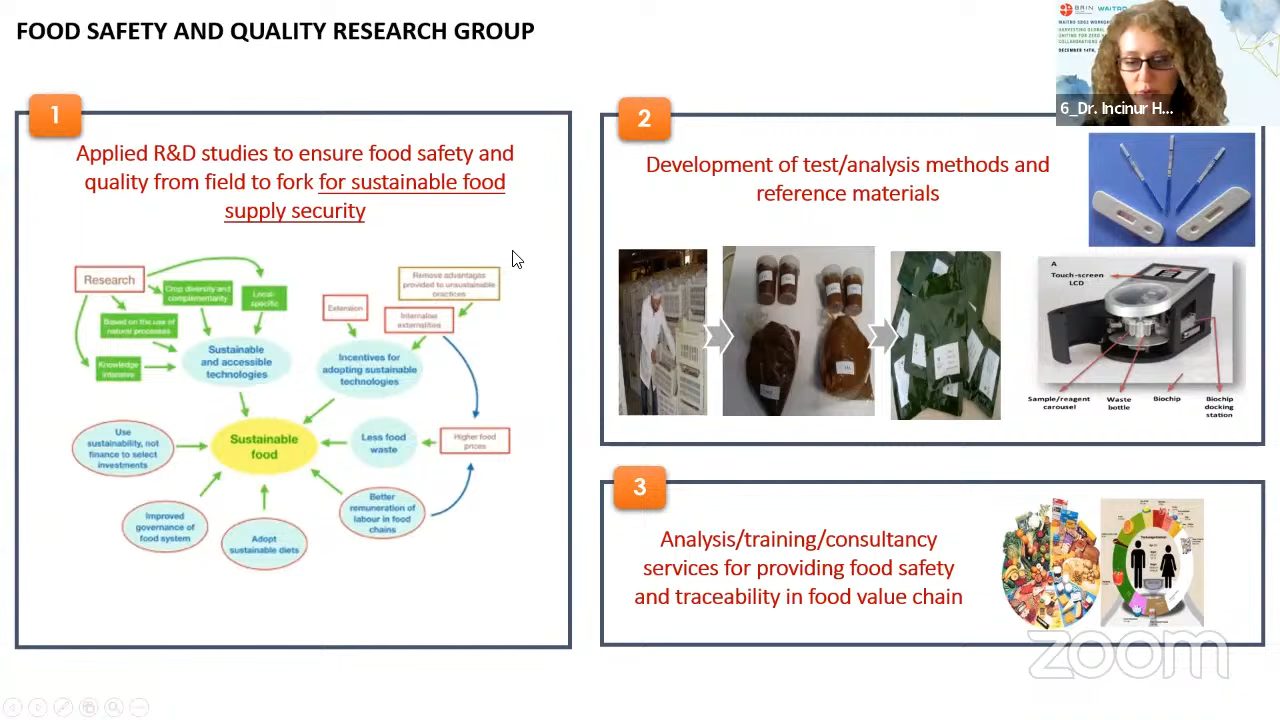 FOOD SAFETY AND QUALITY RESEARCH GROUP
BRIN WAITRO
WAITRO SDG2 WORKSHOP
6_Dr. Incinur H...
1
Applied R&D studies to ensure food safety and
quality from field to fork for sustainable food
supply security
Research
Crop diversity and
complementarity
Local-
specific
Based on the use of
natural processes
Knowledge
intensive
Sustainable
and accessible
technologies
Extension
Remove advantages
provided to unsustainable
practices
Internalise
externalities
Incentives for
adopting sustainable
technologies
Use
sustainability, not
finance to select
investments
Sustainable
food
Less food
waste
Higher food
prices
Improved
governance of
food system
Adopt
sustainable diets
Better
remuneration of
labour in food
chains
2
Development of test/analysis methods and
reference materials
A
Touch-screen
LCD
Sample/reagent
carousel
Waste
bottle
Biochip
Biochip
docking
station
3
Analysis/training/consultancy
services for providing food safety
and traceability in food value chain
zoom